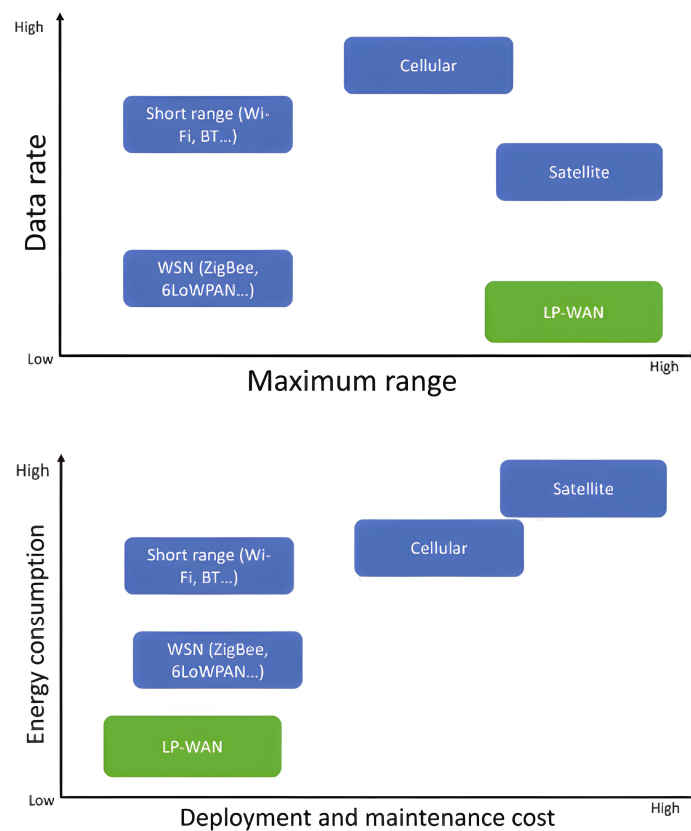 High
Cellular
Short range (Wi-
Fi, BT...)
Satellite
Data rate
WSN (ZigBee,
6LoWPAN...)
LP-WAN
Low
High
Maximum range
High
Satellite
Cellular
Short range (Wi-
Fi, BT...)
Energy consumption
WSN (ZigBee,
6LoWPAN...)
LP-WAN
Low
High
Deployment and maintenance cost